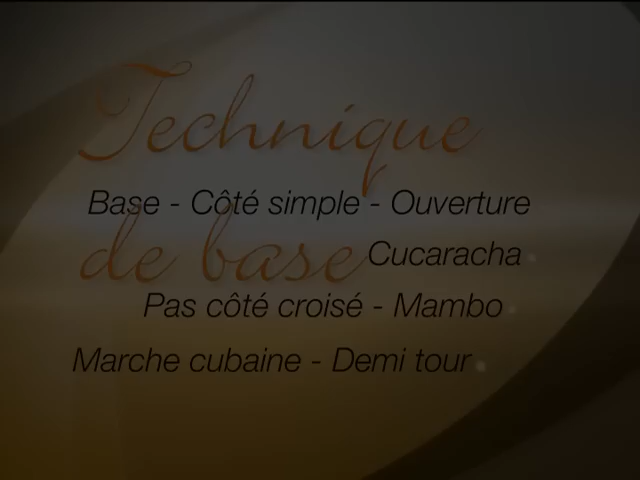 Technique
Base - Côté simple - Ouverture
de base
Cucaracha
Pas côté croisé - Mambo
Marche cubaine - Demi tour